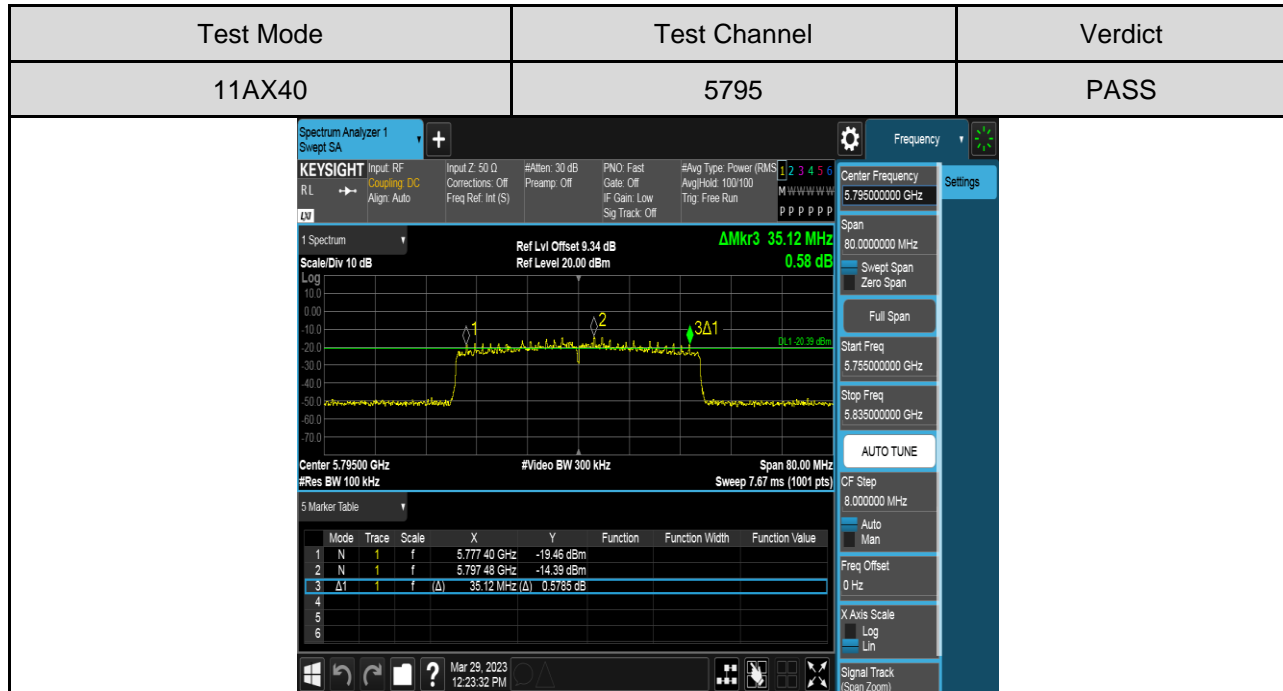 Test Mode Test Channel Verdict
11AX40 5795 PASS
Spectrum Analyzer 1
Swept SA
+
Frequency
KEYSIGHT Input: RF Input Z: 50 Ω #Atten: 30 dB PNO: Fast #Avg Type: Power (RMS 1 2 3 4 5 6
RL Coupling: DC Corrections: Off Preamp: Off Gate: Off Avg|Hold: 100/100 M W W W W W
Align: Auto Freq Ref: Int (S) IF Gain: Low Trig: Free Run
LXI Sig Track: Off P P P P P P
1 Spectrum
Ref Lvl Offset 9.34 dB ΔMkr3 35.12 MHz
Scale/Div 10 dB Ref Level 20.00 dBm 0.58 dB
Log
10.0
0.00
-10.0
-20.0
-30.0
-40.0
-50.0
-60.0
-70.0
1 2 3Δ1
DL1 -20.39 dBm
Center 5.79500 GHz #Video BW 300 kHz Span 80.00 MHz
#Res BW 100 kHz Sweep 7.67 ms (1001 pts)
5 Marker Table
Mode Trace Scale X Y Function Function Width Function Value
1 N 1 f 5.777 40 GHz -19.46 dBm
2 N 1 f 5.797 48 GHz -14.39 dBm
3 Δ1 1 f (Δ) 35.12 MHz (Δ) 0.5785 dB
4
5
6
Mar 29, 2023
12:23:32 PM
?
Center Frequency
5.795000000 GHz
Settings
Span
80.0000000 MHz
Swept Span
Zero Span
Full Span
Start Freq
5.755000000 GHz
Stop Freq
5.835000000 GHz
AUTO TUNE
CF Step
8.000000 MHz
Auto
Man
Freq Offset
0 Hz
X Axis Scale
Log
Lin
Signal Track
(Span Zoom)